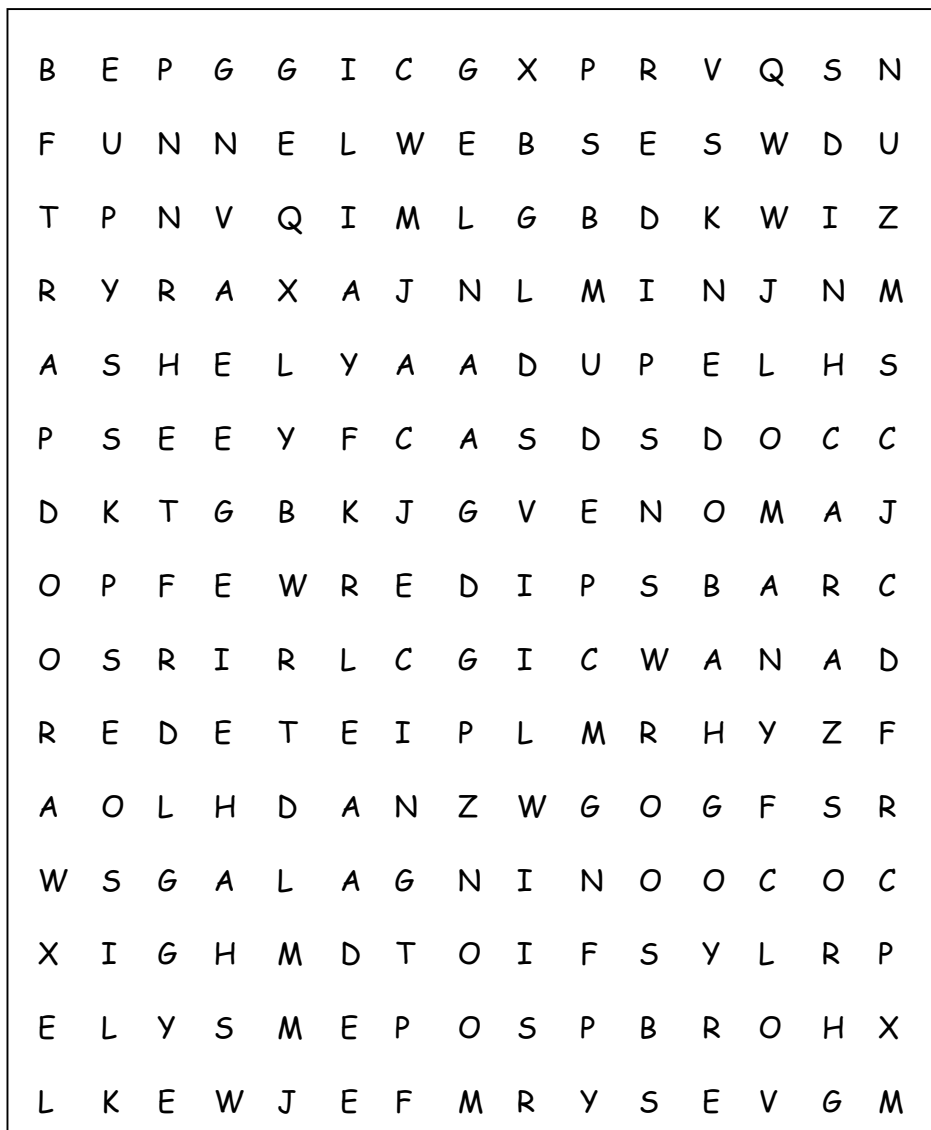 B E P G G I C G X P R V Q S N
F U N N E L W E B S E S W D U
T P N V Q I M L G B D K W I Z
R Y R A X A J N L M I N J N M
A S H E L Y A A D U P E L H S
P S E E Y F C A S D S D O C C
D K T G B K J G V E N O M A J
O P F E W R E D I P S B A R C
O S R I R L C G I C W A N A D
R E D E T E I P L M R H Y Z F
A O L H D A N Z W G O G F S R
W S G A L A G N I N O O C O C
X I G H M D T O I F S Y L R P
E L Y S M E P O S P B R O H X
L K E W J E F M R Y S E V G M